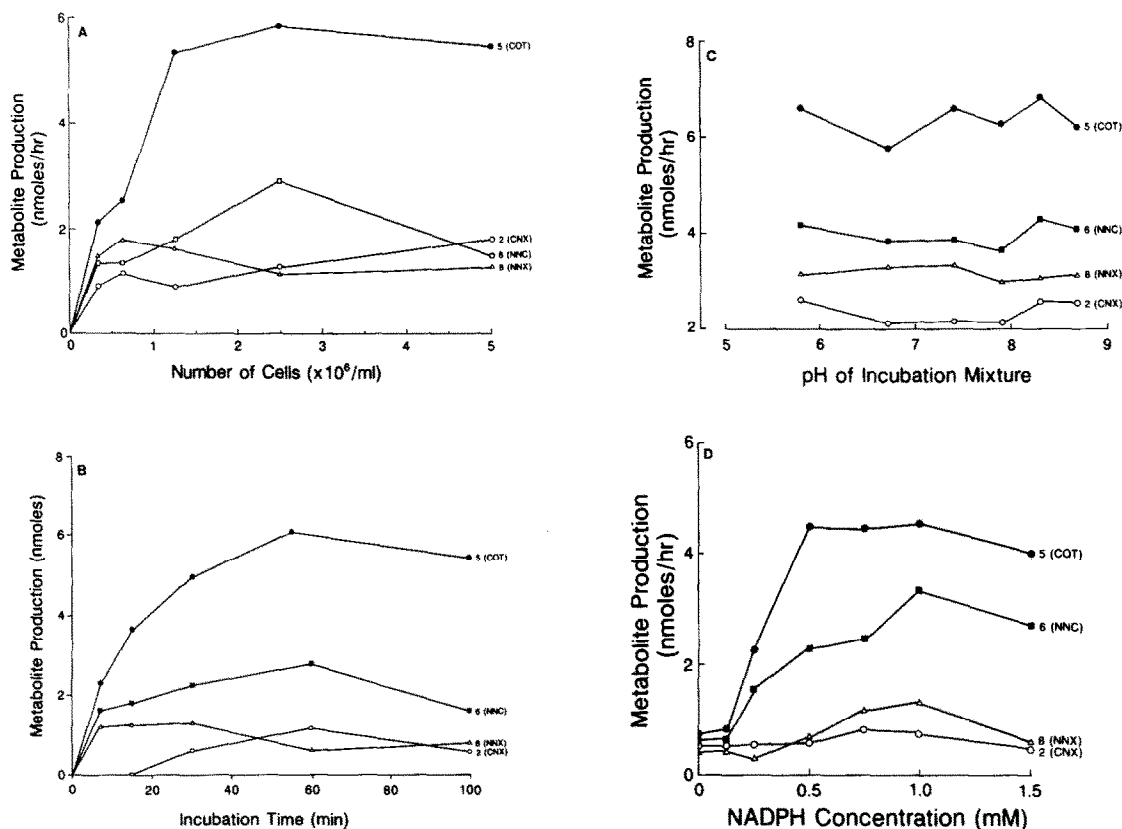 A
6
4
2
0
Metabolite Production
(nmoles/hr)
5 (COT)
2 (CNX)
6 (NNC)
8 (NNX)
0 1 2 3 4 5
Number of Cells (x10⁶/ml)
C
8
6
4
2
Metabolite Production
(nmoles/hr)
5 (COT)
6 (NNC)
8 (NNX)
2 (CNX)
5 6 7 8 9
pH of Incubation Mixture
B
8
6
4
2
0
Metabolite Production (nmoles)
5 (COT)
6 (NNC)
8 (NNX)
2 (CNX)
0 20 40 60 80 100
Incubation Time (min)
D
6
4
2
0
Metabolite Production
(nmoles/hr)
5 (COT)
6 (NNC)
8 (NNX)
2 (CNX)
0 0.5 1.0 1.5
NADPH Concentration (mM)